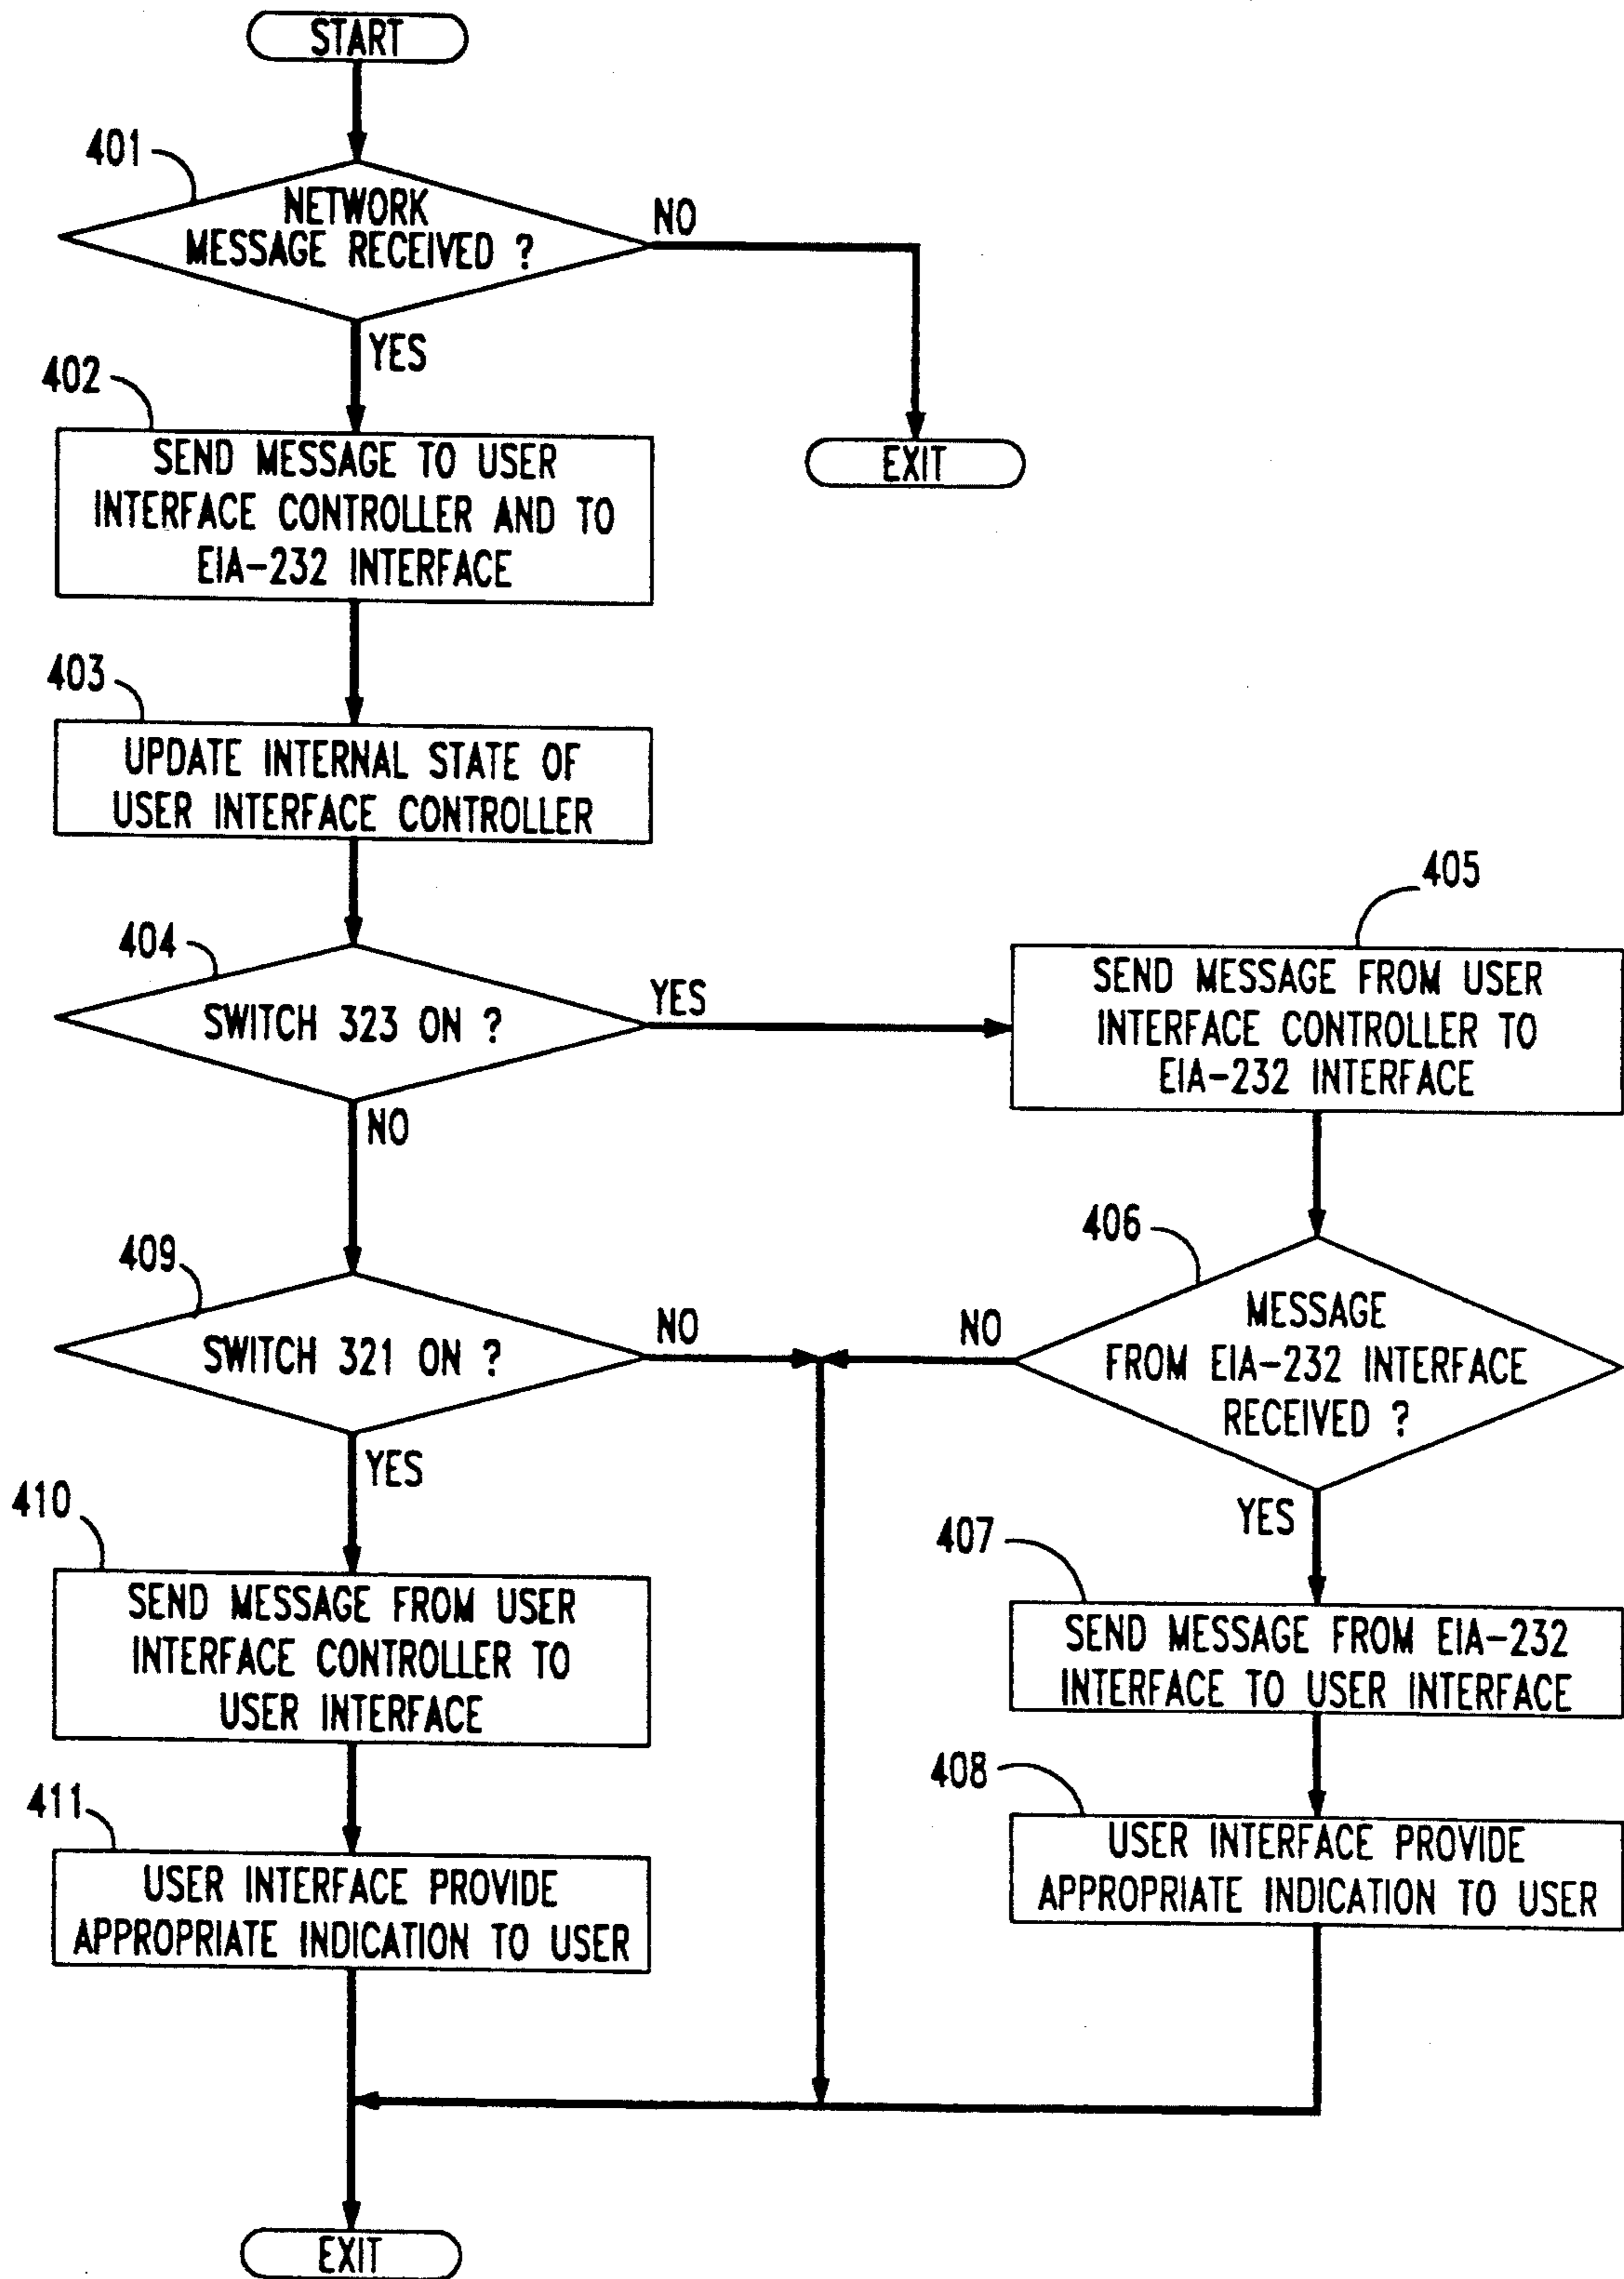 START
401
NETWORK
MESSAGE RECEIVED ?
NO
YES
EXIT
402
SEND MESSAGE TO USER
INTERFACE CONTROLLER AND TO
EIA-232 INTERFACE
403
UPDATE INTERNAL STATE OF
USER INTERFACE CONTROLLER
404
SWITCH 323 ON ?
YES
NO
405
SEND MESSAGE FROM USER
INTERFACE CONTROLLER TO
EIA-232 INTERFACE
406
MESSAGE
FROM EIA-232 INTERFACE
RECEIVED ?
NO
YES
409
SWITCH 321 ON ?
NO
YES
407
SEND MESSAGE FROM EIA-232
INTERFACE TO USER INTERFACE
408
USER INTERFACE PROVIDE
APPROPRIATE INDICATION TO USER
410
SEND MESSAGE FROM USER
INTERFACE CONTROLLER TO
USER INTERFACE
411
USER INTERFACE PROVIDE
APPROPRIATE INDICATION TO USER
EXIT